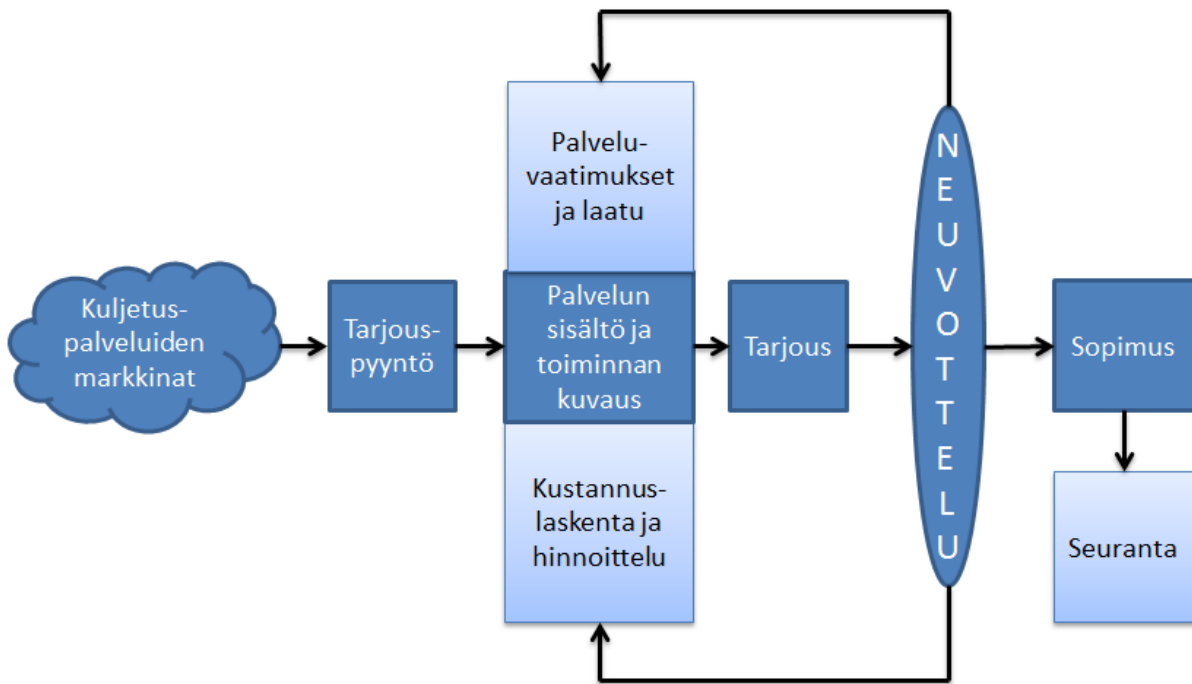 Kuljetus-
palveluiden
markkinat
Tarjous-
pyyntö
Palvelu-
vaatimukset
ja laatu
Palvelun
sisältö ja
toiminnan
kuvaus
Kustannus-
laskenta ja
hinnoittelu
Tarjous
N
E
U
V
O
T
T
E
L
U
Sopimus
Seuranta